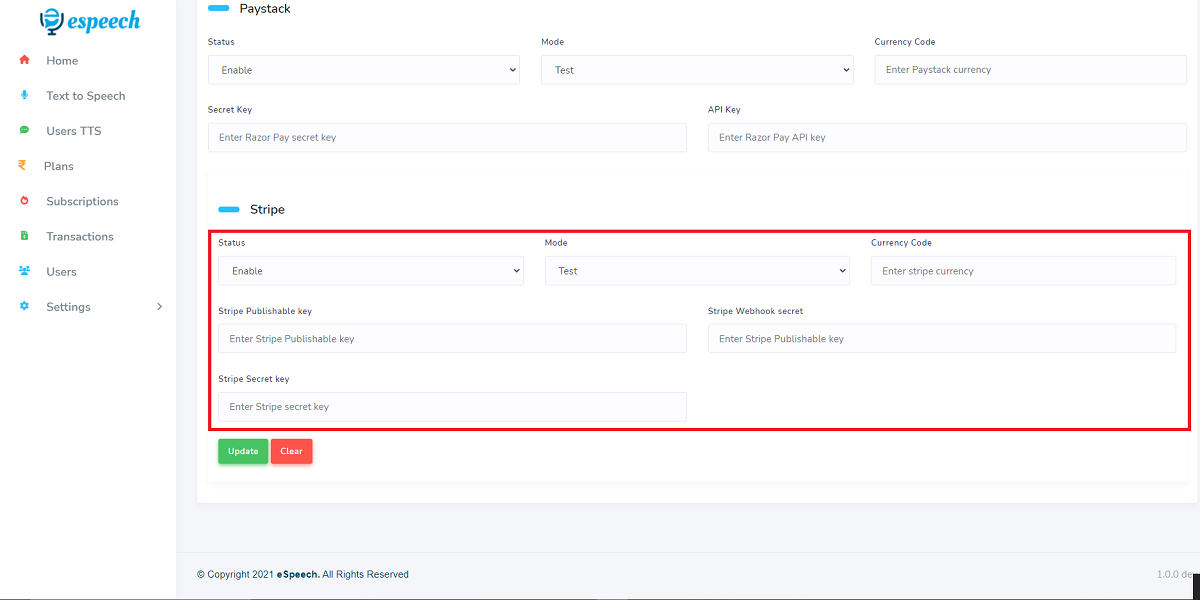 espeech
Home
Text to Speech
Users TTS
Plans
Subscriptions
Transactions
Users
Settings
Paystack
Status Mode Currency Code
Enable Test Enter Paystack currency
Secret Key API Key
Enter Razor Pay secret key Enter Razor Pay API key
Stripe
Status Mode Currency Code
Enable Test Enter stripe currency
Stripe Publishable key Stripe Webhook secret
Enter Stripe Publishable key Enter Stripe Publishable key
Stripe Secret key
Enter Stripe secret key
Update Clear
© Copyright 2021 eSpeech. All Rights Reserved 1.0.0